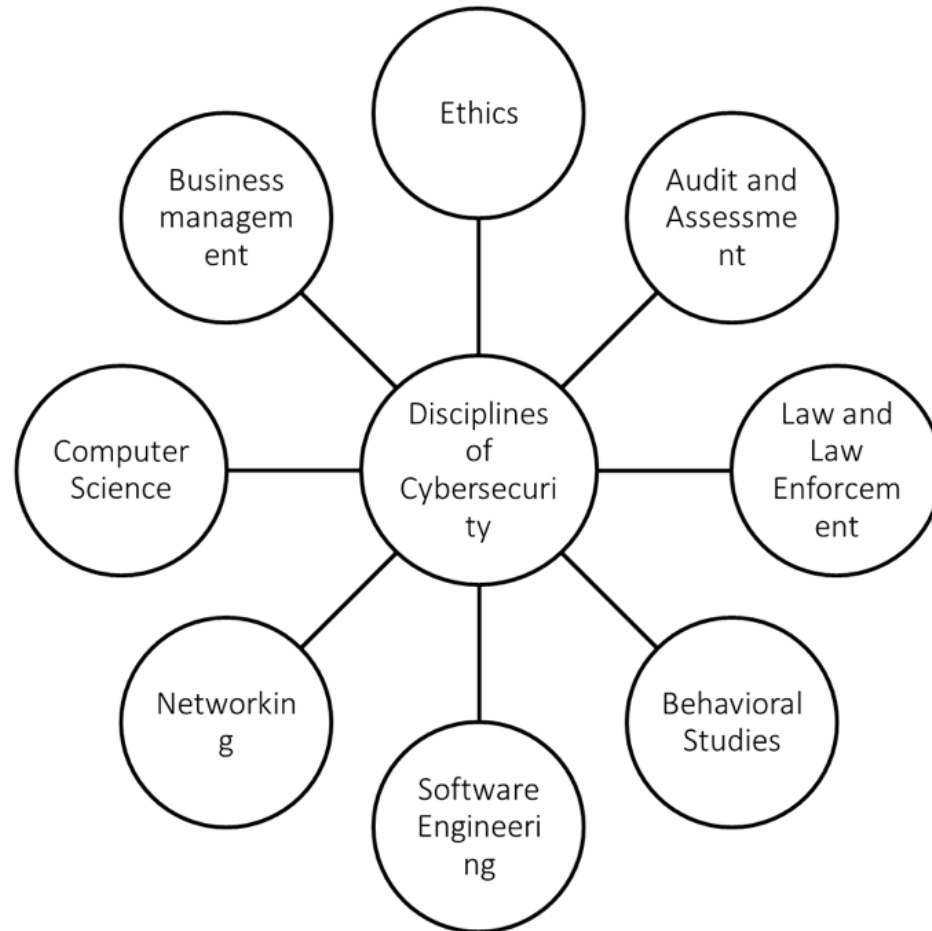 Ethics
Business
managem
ent
Audit and
Assessme
nt
Computer
Science
Disciplines
of
Cybersecuri
ty
Law and
Law
Enforcem
ent
Networkin
g
Behavioral
Studies
Software
Engineeri
ng